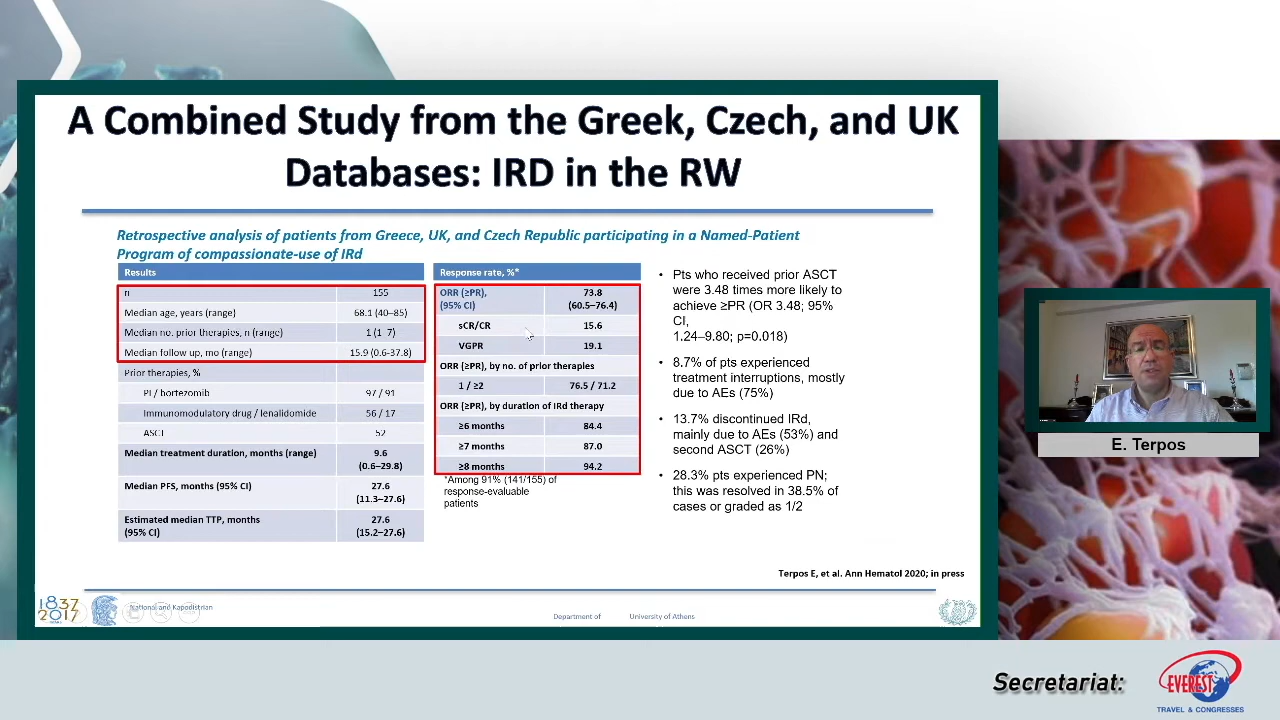 A Combined Study from the Greek, Czech, and UK
Databases: IRD in the RW
Retrospective analysis of patients from Greece, UK, and Czech Republic participating in a Named-Patient
Program of compassionate-use of IRd
Results
n 155
Median age, years (range) 68.1 (40–85)
Median no. prior therapies, n (range) 1 (1–7)
Median follow up, mo (range) 15.9 (0.6-37.8)
Prior therapies, %
PI / bortezomib 97 / 91
Immunomodulatory drug / lenalidomide 56 / 17
ASCT 52
Median treatment duration, months (range) 9.6
(0.6–29.8)
Median PFS, months (95% CI) 27.6
(11.3–27.6)
Estimated median TTP, months
(95% CI) 27.6
(15.2–27.6)
Response rate, %*
ORR (≥PR),
(95% CI) 73.8
(60.5–76.4)
sCR/CR 15.6
VGPR 19.1
ORR (≥PR), by no. of prior therapies
1 / ≥2 76.5 / 71.2
ORR (≥PR), by duration of IRd therapy
≥6 months 84.4
≥7 months 87.0
≥8 months 94.2
*Among 91% (141/155) of
response-evaluable
patients
• Pts who received prior ASCT
were 3.48 times more likely to
achieve ≥PR (OR 3.48; 95%
CI,
1.24–9.80; p=0.018)
• 8.7% of pts experienced
treatment interruptions, mostly
due to AEs (75%)
• 13.7% discontinued IRd,
mainly due to AEs (53%) and
second ASCT (26%)
• 28.3% pts experienced PN;
this was resolved in 38.5% of
cases or graded as 1/2
Terpos E, et al. Ann Hematol 2020; in press
1837
2017
National and Kapodistrian
Department of University of Athens
E. Terpos
Secretariat:
EVEREST
TRAVEL & CONGRESSES